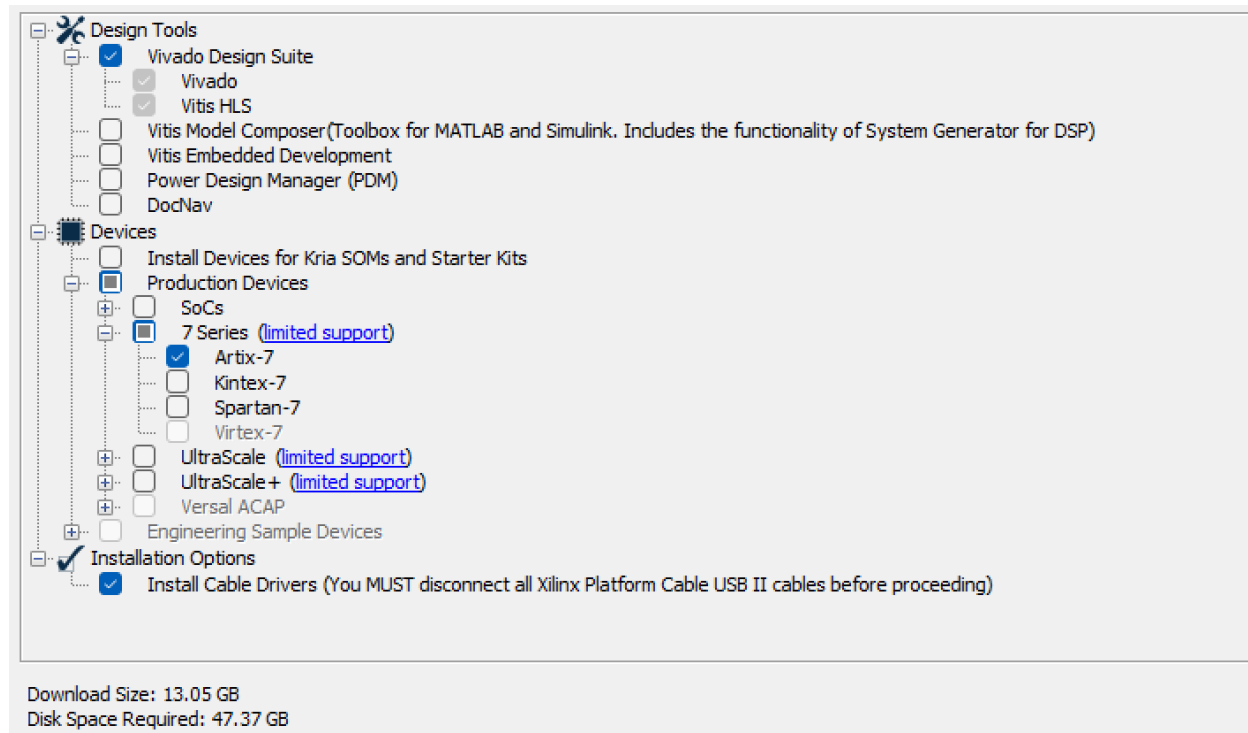 Design Tools
Vivado Design Suite
Vivado
Vitis HLS
Vitis Model Composer(Toolbox for MATLAB and Simulink. Includes the functionality of System Generator for DSP)
Vitis Embedded Development
Power Design Manager (PDM)
DocNav
Devices
Install Devices for Kria SOMs and Starter Kits
Production Devices
SoCs
7 Series (limited support)
Artix-7
Kintex-7
Spartan-7
Virtex-7
UltraScale (limited support)
UltraScale+ (limited support)
Versal ACAP
Engineering Sample Devices
Installation Options
Install Cable Drivers (You MUST disconnect all Xilinx Platform Cable USB II cables before proceeding)
Download Size: 13.05 GB
Disk Space Required: 47.37 GB